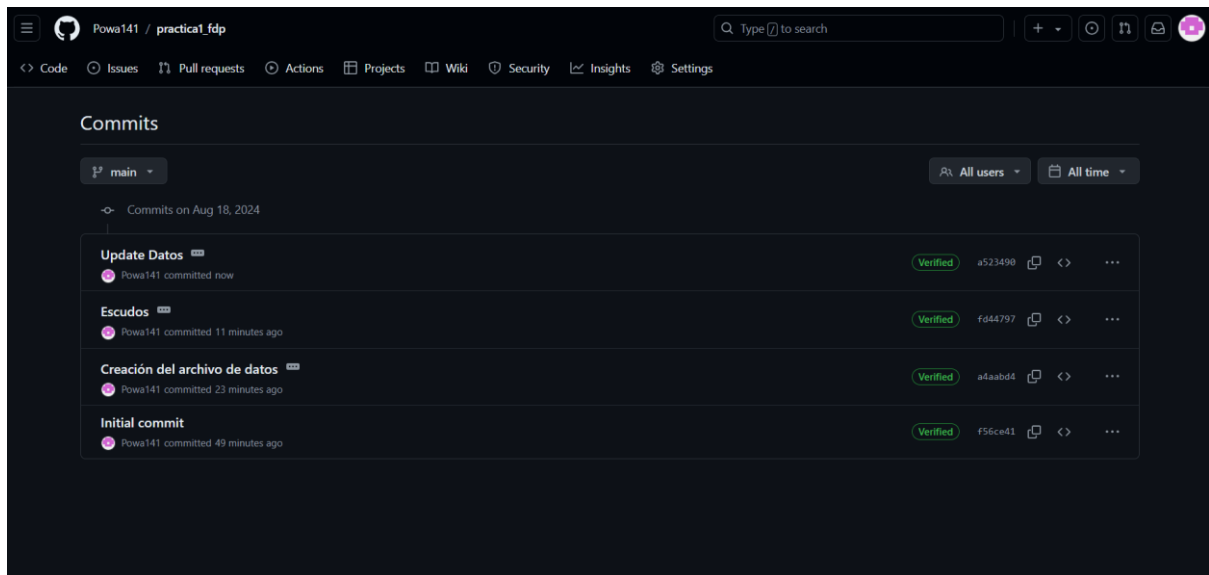 Powa141 / practica1_fdp
Type / to search
Code Issues Pull requests Actions Projects Wiki Security Insights Settings
Commits
main
All users All time
Commits on Aug 18, 2024
Update Datos
Powa141 committed now
Verified a523490
Escudos
Powa141 committed 11 minutes ago
Verified fd44797
Creación del archivo de datos
Powa141 committed 23 minutes ago
Verified a4aabd4
Initial commit
Powa141 committed 49 minutes ago
Verified f56ce41